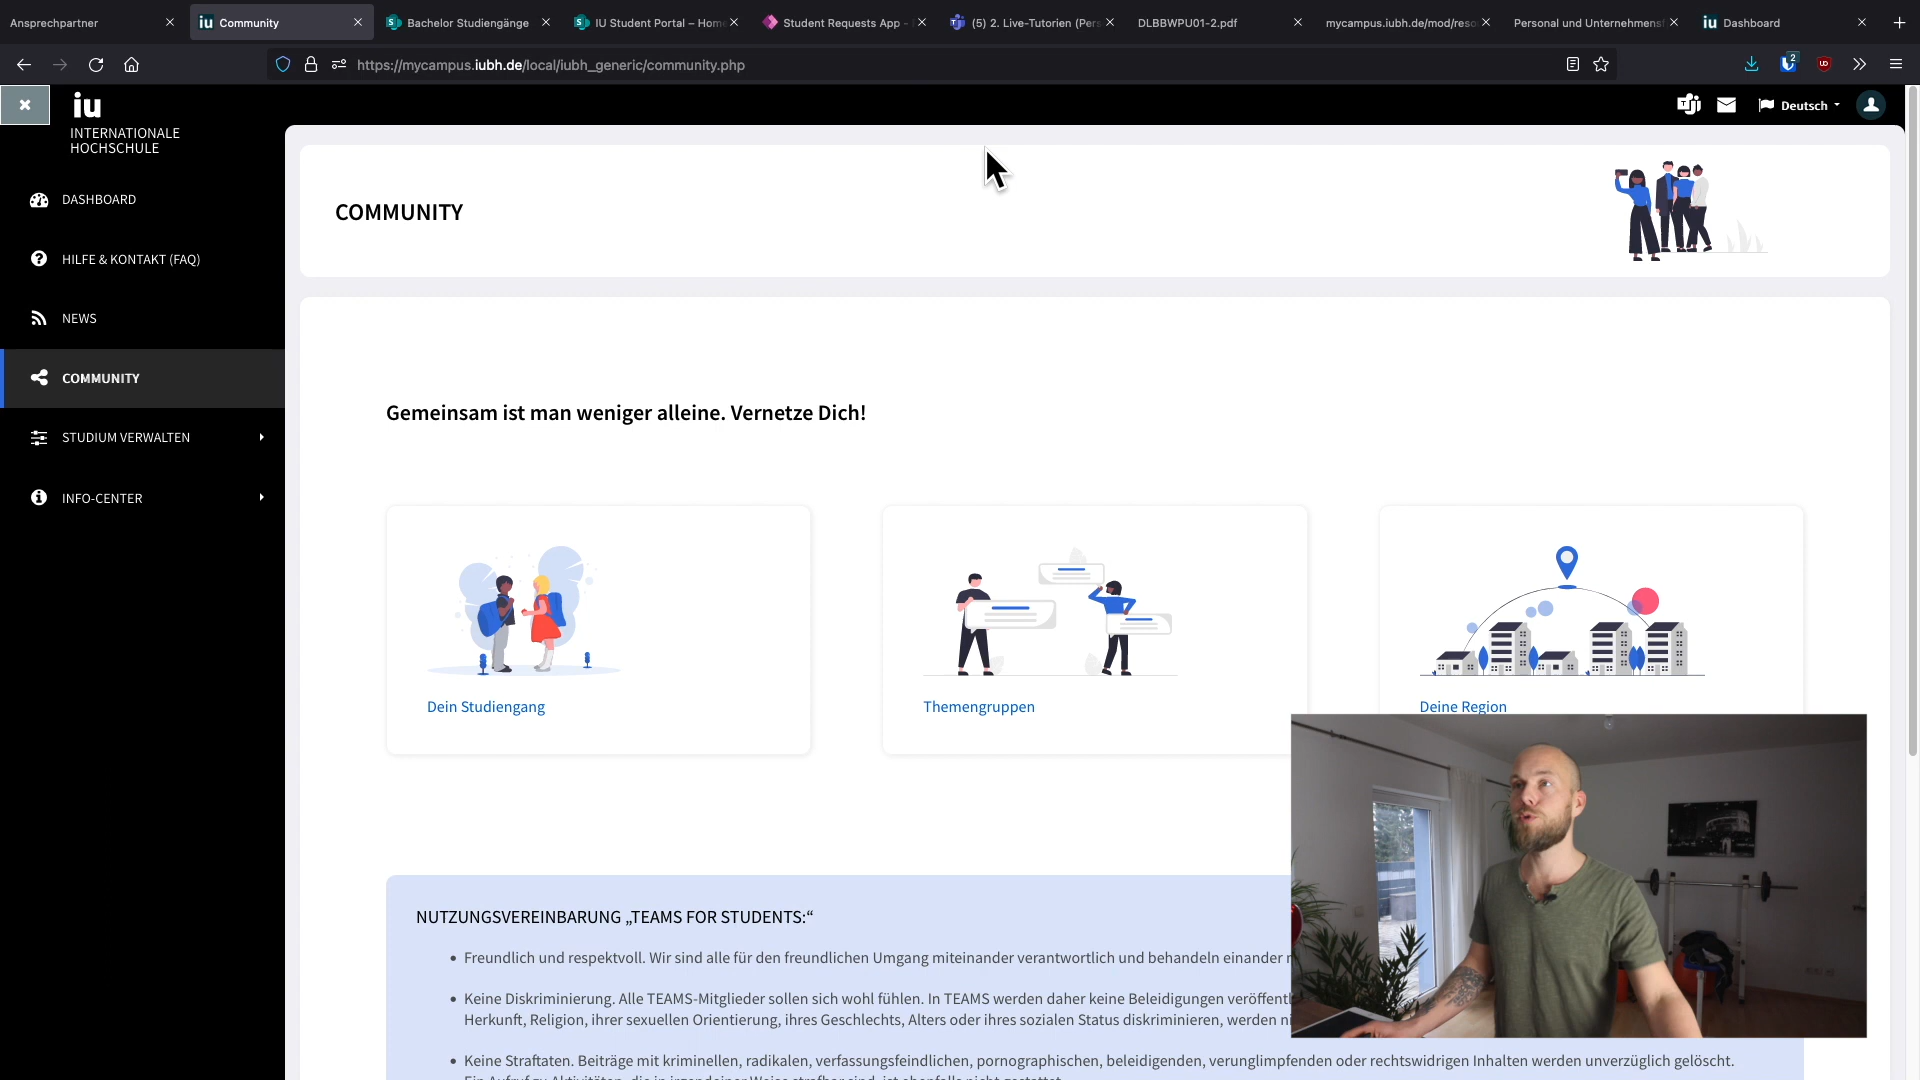 Ansprechpartner
iu Community
Bachelor Studiengänge
IU Student Portal – Home
Student Requests App -
(5) 2. Live-Tutorien (Pers
DLBBWPU01-2.pdf
mycampus.iubh.de/mod/reso
Personal und Unternehmensf
iu Dashboard
https://mycampus.iubh.de/local/iubh_generic/community.php
2
iu
INTERNATIONALE
HOCHSCHULE
Deutsch
DASHBOARD
HILFE & KONTAKT (FAQ)
NEWS
COMMUNITY
STUDIUM VERWALTEN
INFO-CENTER
COMMUNITY
Gemeinsam ist man weniger alleine. Vernetze Dich!
Dein Studiengang
Themengruppen
Deine Region
NUTZUNGSVEREINBARUNG „TEAMS FOR STUDENTS:“
• Freundlich und respektvoll. Wir sind alle für den freundlichen Umgang miteinander verantwortlich und behandeln einander
• Keine Diskriminierung. Alle TEAMS-Mitglieder sollen sich wohl fühlen. In TEAMS werden daher keine Beleidigungen veröffentl
Herkunft, Religion, ihrer sexuellen Orientierung, ihres Geschlechts, Alters oder ihres sozialen Status diskriminieren, werden ni
• Keine Straftaten. Beiträge mit kriminellen, radikalen, verfassungsfeindlichen, pornographischen, beleidigenden, verunglimpfenden oder rechtswidrigen Inhalten werden unverzüglich gelöscht.